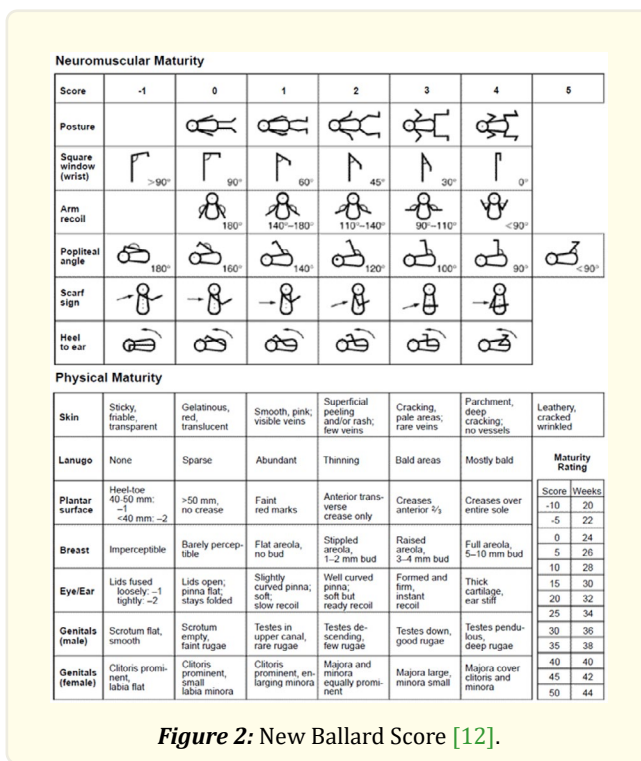 Neuromuscular Maturity
Score -1 0 1 2 3 4 5
Posture
Square
window
(wrist) >90° 90° 60° 45° 30° 0°
Arm
recoil 180° 140°–180° 110°–140° 90°–110° <90°
Popliteal
angle 180° 160° 140° 120° 100° 90° <90°
Scarf
sign
Heel
to ear
Physical Maturity
Skin
Sticky,
friable,
transparent
Gelatinous,
red,
translucent
Smooth, pink;
visible veins
Superficial
peeling
and/or rash;
few veins
Cracking,
pale areas;
rare veins
Parchment,
deep
cracking;
no vessels
Leathery,
cracked
wrinkled
Lanugo
None
Sparse
Abundant
Thinning
Bald areas
Mostly bald
Plantar
surface
Heel-toe
40-50 mm:
–1
<40 mm: –2
>50 mm,
no crease
Faint
red marks
Anterior trans-
verse
crease only
Creases
anterior ²/₃
Creases over
entire sole
Breast
Imperceptible
Barely percep-
tible
Flat areola,
no bud
Stippled
areola,
1–2 mm bud
Raised
areola,
3–4 mm bud
Full areola,
5–10 mm bud
Eye/Ear
Lids fused
loosely: –1
tightly: –2
Lids open;
pinna flat;
stays folded
Slightly
curved pinna;
soft;
slow recoil
Well curved
pinna;
soft but
ready recoil
Formed and
firm,
instant
recoil
Thick
cartilage,
ear stiff
Genitals
(male)
Scrotum flat,
smooth
Scrotum
empty,
faint rugae
Testes in
upper canal,
rare rugae
Testes de-
scending,
few rugae
Testes down,
good rugae
Testes pendu-
lous,
deep rugae
Genitals
(female)
Clitoris promi-
nent,
labia flat
Clitoris
prominent,
small
labia minora
Clitoris
prominent, en-
larging minora
Majora and
minora
equally promi-
nent
Majora large,
minora small
Majora cover
clitoris and
minora
Maturity
Rating
Score Weeks
-10 20
-5 22
0 24
5 26
10 28
15 30
20 32
25 34
30 36
35 38
40 40
45 42
50 44
Figure 2: New Ballard Score [12].